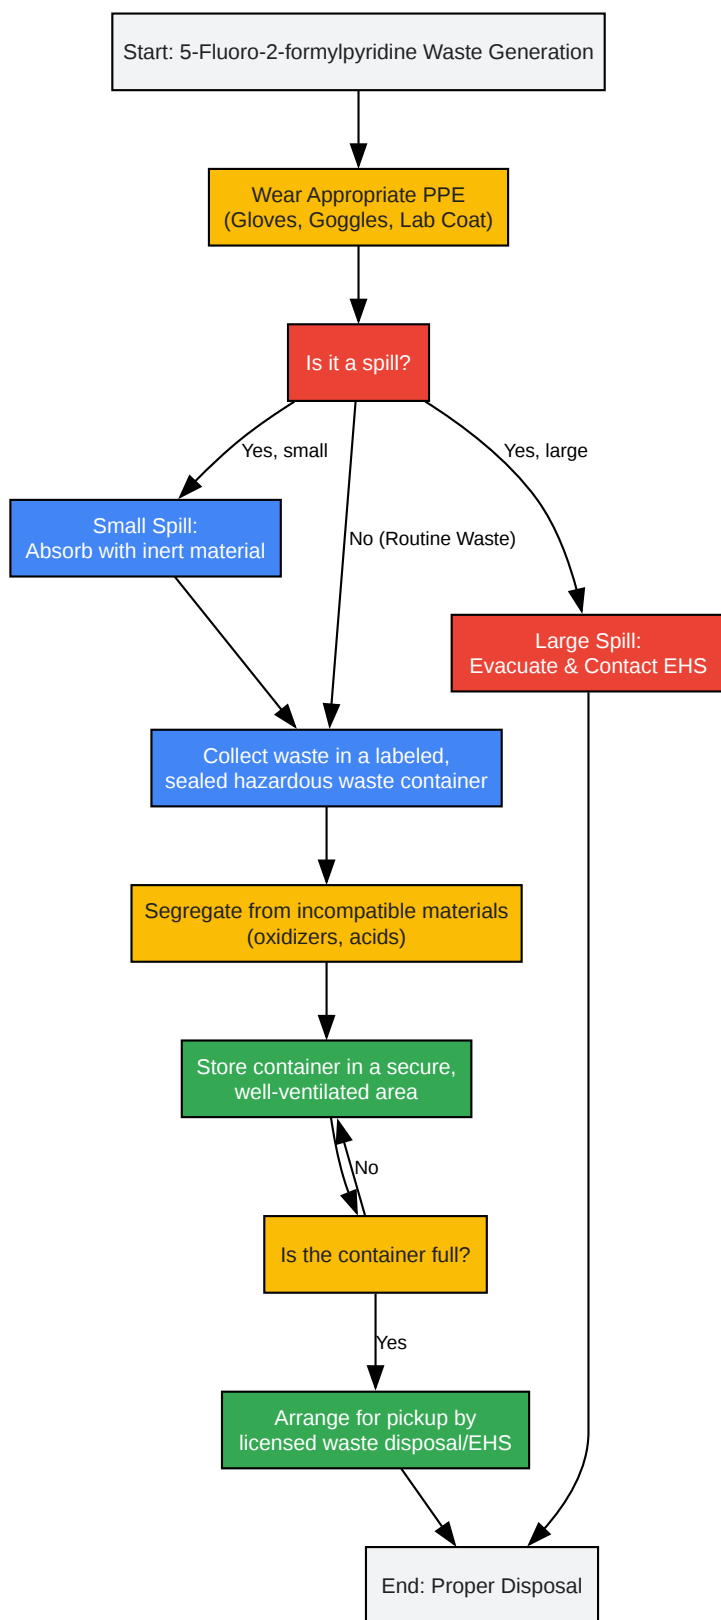 Start: 5-Fluoro-2-formylpyridine Waste Generation
Wear Appropriate PPE
(Gloves, Goggles, Lab Coat)
Is it a spill?
Yes, small
Yes, large
Small Spill:
Absorb with inert material
No (Routine Waste)
Large Spill:
Evacuate & Contact EHS
Collect waste in a labeled,
sealed hazardous waste container
Segregate from incompatible materials
(oxidizers, acids)
Store container in a secure,
well-ventilated area
No
Is the container full?
Yes
Arrange for pickup by
licensed waste disposal/EHS
End: Proper Disposal